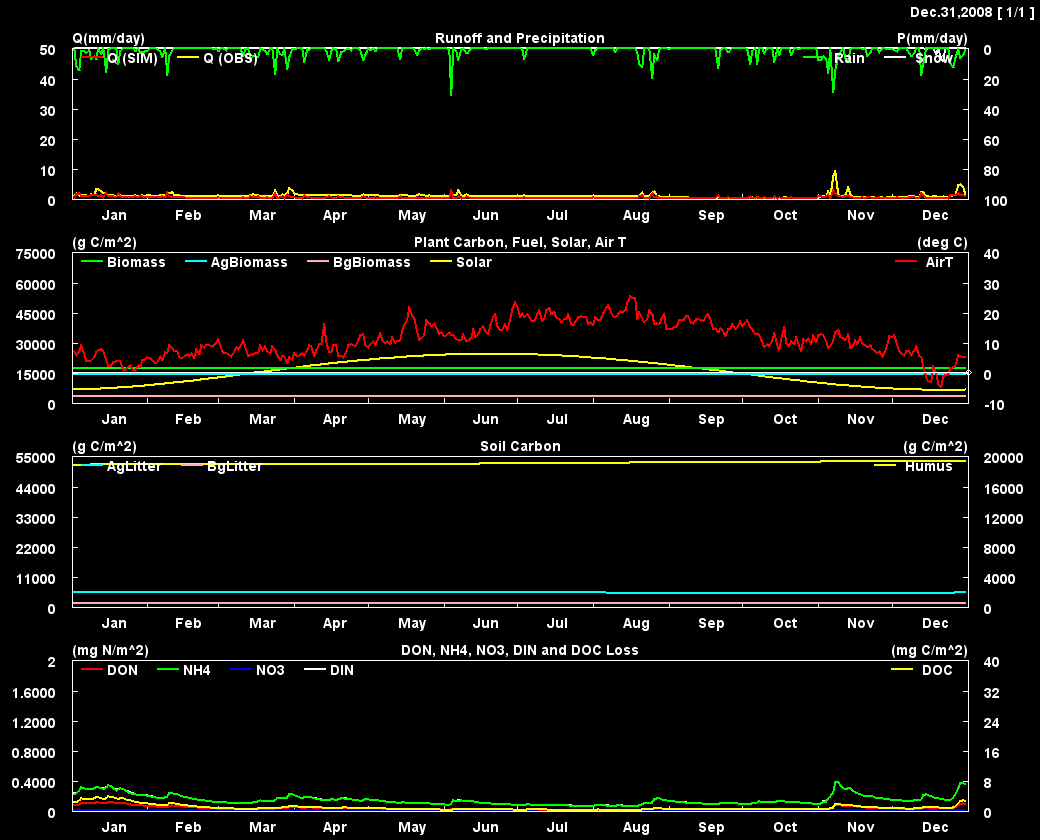 Dec.31,2008 [ 1/1 ]
Q(mm/day) Runoff and Precipitation P(mm/day)
50 0
Q (SIM) Q (OBS) Rain Snow
40 20
30 40
20 60
10 80
0 100
Jan Feb Mar Apr May Jun Jul Aug Sep Oct Nov Dec
(g C/m^2) Plant Carbon, Fuel, Solar, Air T (deg C)
75000 40
Biomass AgBiomass BgBiomass Solar AirT
60000 30
45000 20
30000 10
15000 0
0 -10
Jan Feb Mar Apr May Jun Jul Aug Sep Oct Nov Dec
(g C/m^2) Soil Carbon (g C/m^2)
55000 20000
AgLitter BgLitter Humus
44000 16000
33000 12000
22000 8000
11000 4000
0 0
Jan Feb Mar Apr May Jun Jul Aug Sep Oct Nov Dec
(mg N/m^2) DON, NH4, NO3, DIN and DOC Loss (mg C/m^2)
2 40
DON NH4 NO3 DIN DOC
1.6000 32
1.2000 24
0.8000 16
0.4000 8
0 0
Jan Feb Mar Apr May Jun Jul Aug Sep Oct Nov Dec